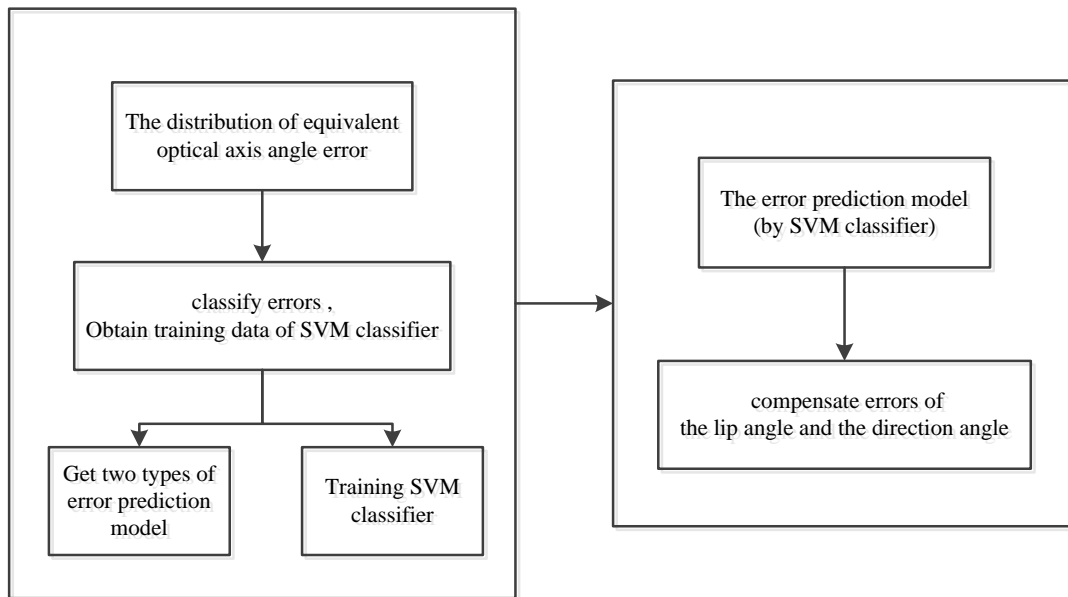 The distribution of equivalent
optical axis angle error
classify errors ,
Obtain training data of SVM classifier
Get two types of
error prediction
model
Training SVM
classifier
The error prediction model
(by SVM classifier)
compensate errors of
the lip angle and the direction angle